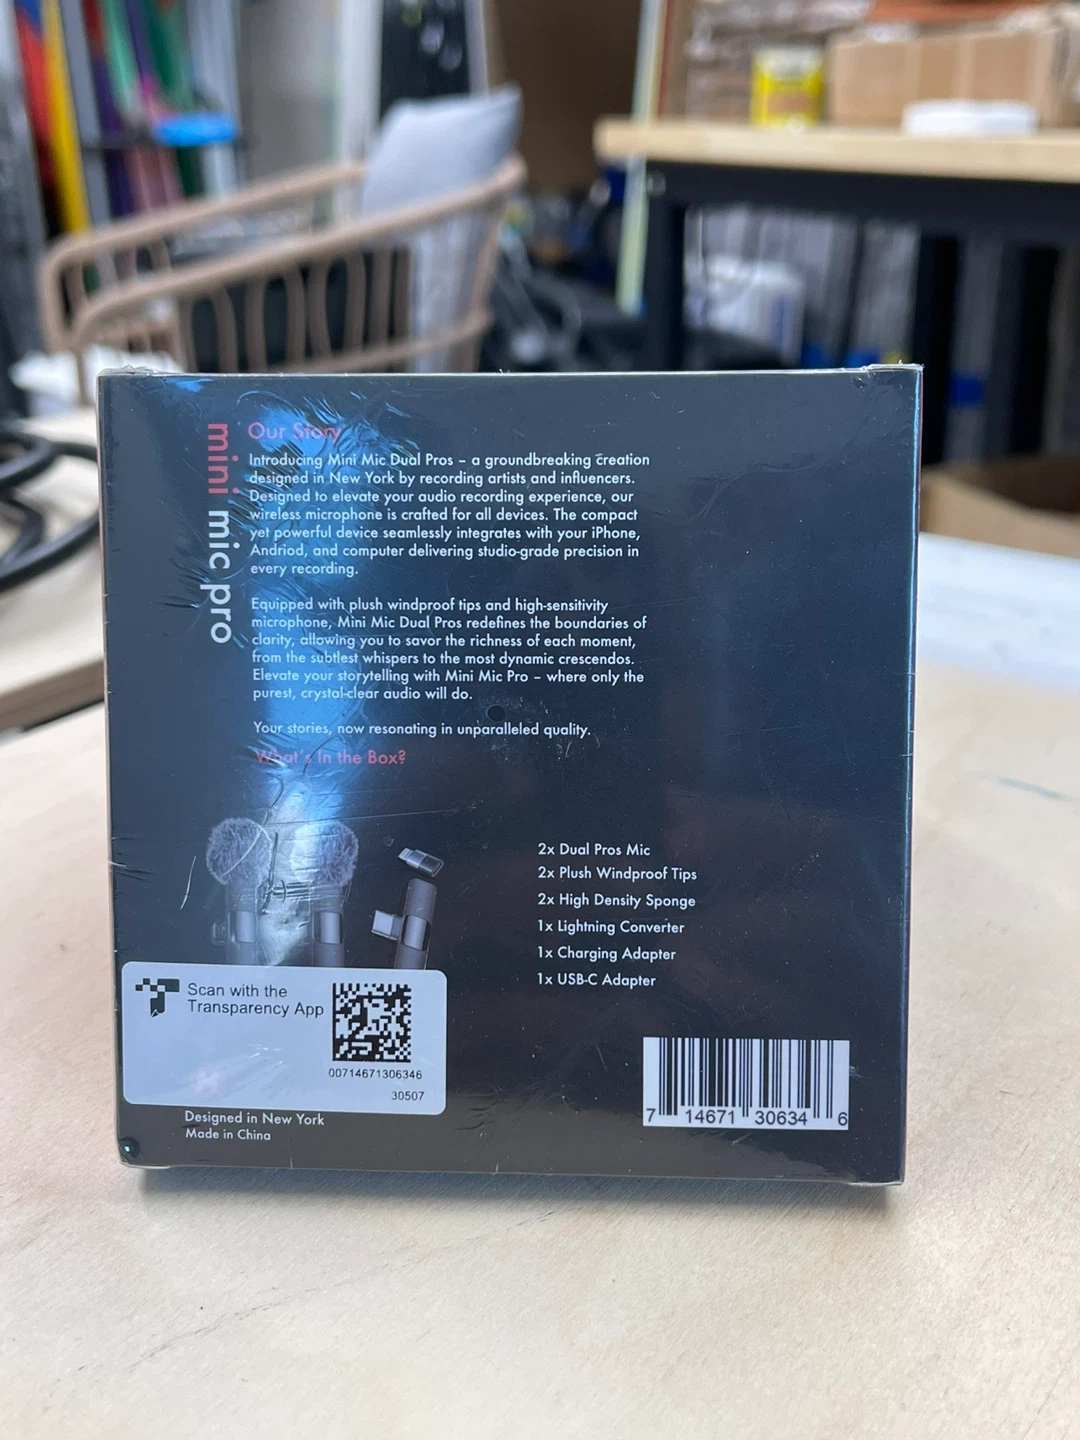 mini mic pro
Our Story
Introducing Mini Mic Dual Pros – a groundbreaking creation
designed in New York by recording artists and influencers.
Designed to elevate your audio recording experience, our
wireless microphone is crafted for all devices. The compact
yet powerful device seamlessly integrates with your iPhone,
Andriod, and computer delivering studio-grade precision in
every recording.
Equipped with plush windproof tips and high-sensitivity
microphone, Mini Mic Dual Pros redefines the boundaries of
clarity, allowing you to savor the richness of each moment,
from the subtlest whispers to the most dynamic crescendos.
Elevate your storytelling with Mini Mic Pro – where only the
purest, crystal-clear audio will do.
Your stories, now resonating in unparalleled quality.
What's In the Box?
2x Dual Pros Mic
2x Plush Windproof Tips
2x High Density Sponge
1x Lightning Converter
1x Charging Adapter
1x USB-C Adapter
Scan with the
Transparency App
00714671306346
30507
Designed in New York
Made in China
7 14671 30634 6